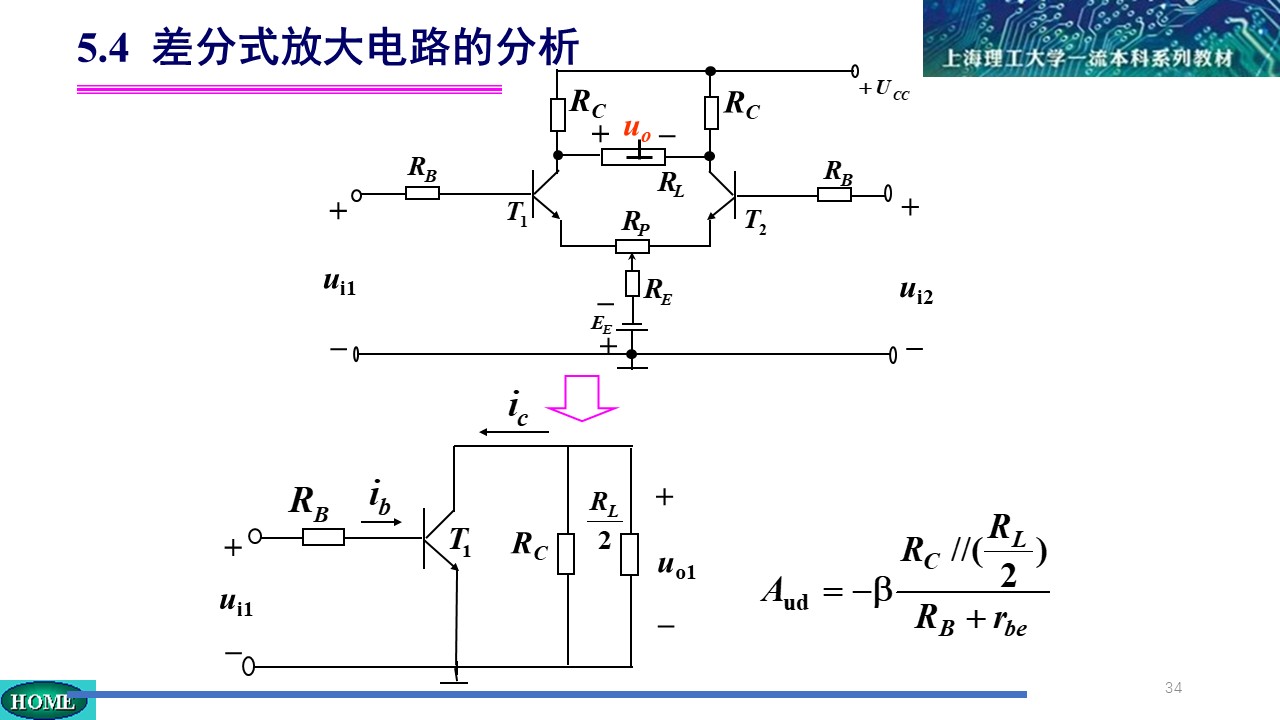 5.4 差分式放大电路的分析
上海理工大学一流本科系列教材
+U_CC
R_C
R_C
+ u_o −
R_B
R_B
R_L
+
T_1
R_P
T_2
+
u_i1
R_E
u_i2
−
E_E
+
−
−
i_c
R_B
i_b
R_L
2
+
+
T_1
R_C
u_o1
u_i1
−
−
A_ud = −β R_C //(R_L/2) / (R_B + r_be)
HOME
34